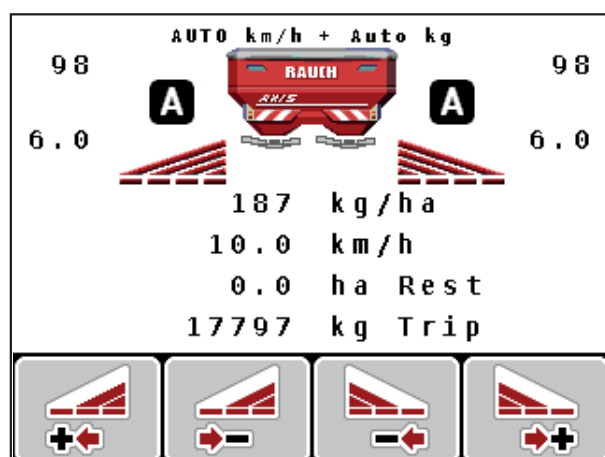 AUTO km/h + Auto kg
98 98
RAUCH
AXIS
A A
6.0 6.0
187 kg/ha
10.0 km/h
0.0 ha Rest
17797 kg Trip